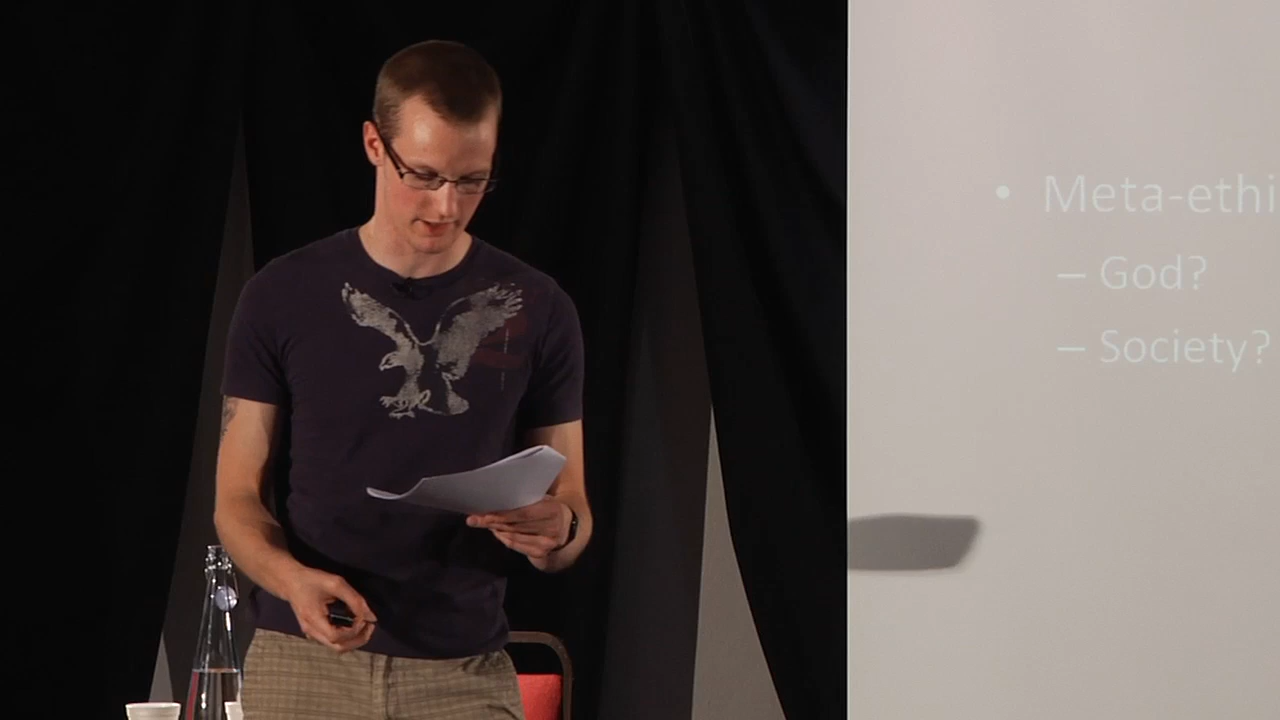 • Meta-ethi
– God?
– Society?